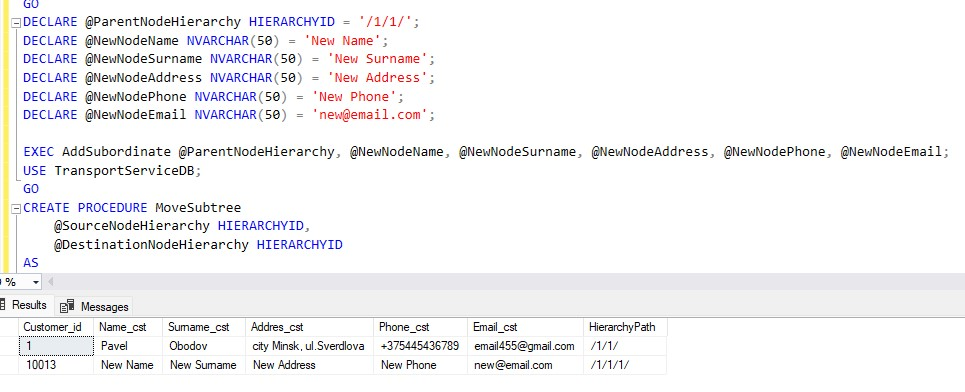 GO
DECLARE @ParentNodeHierarchy HIERARCHYID = '/1/1/';
DECLARE @NewNodeName NVARCHAR(50) = 'New Name';
DECLARE @NewNodeSurname NVARCHAR(50) = 'New Surname';
DECLARE @NewNodeAddress NVARCHAR(50) = 'New Address';
DECLARE @NewNodePhone NVARCHAR(50) = 'New Phone';
DECLARE @NewNodeEmail NVARCHAR(50) = 'new@email.com';
EXEC AddSubordinate @ParentNodeHierarchy, @NewNodeName, @NewNodeSurname, @NewNodeAddress, @NewNodePhone, @NewNodeEmail;
USE TransportServiceDB;
GO
CREATE PROCEDURE MoveSubtree
@SourceNodeHierarchy HIERARCHYID,
@DestinationNodeHierarchy HIERARCHYID
AS
%
Results Messages
Customer_id Name_cst Surname_cst Addres_cst Phone_cst Email_cst HierarchyPath
1 Pavel Obodov city Minsk, ul.Sverdlova +375445436789 email455@gmail.com /1/1/
10013 New Name New Surname New Address New Phone new@email.com /1/1/1/